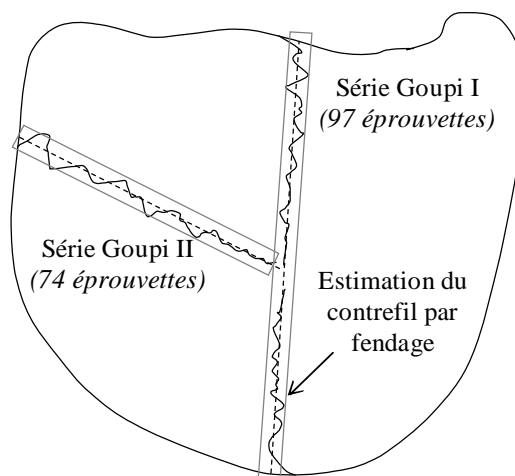 Série Goupi I
(97 éprouvettes)
Série Goupi II
(74 éprouvettes)
Estimation du
contrefil par
fendage